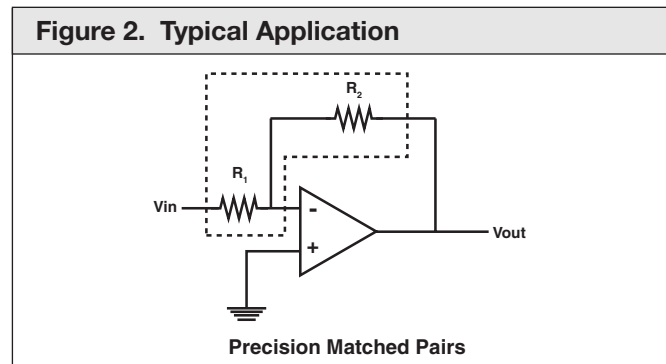 Figure 2. Typical Application
R2
R1
Vin
-
+
Vout
Precision Matched Pairs